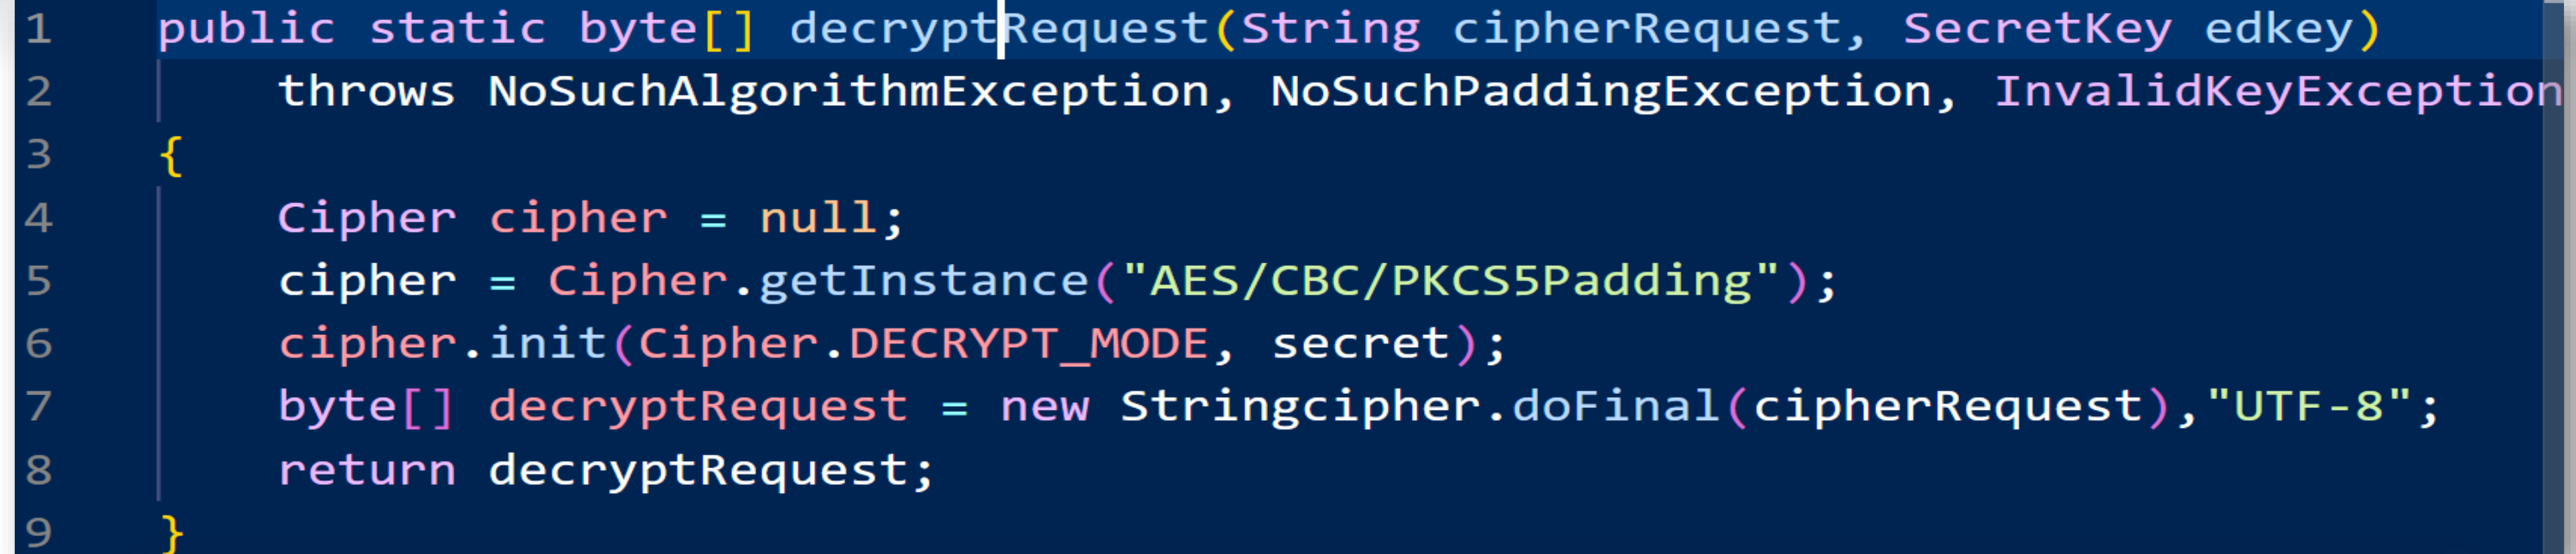 1 public static byte[] decryptRequest(String cipherRequest, SecretKey edkey)
2 throws NoSuchAlgorithmException, NoSuchPaddingException, InvalidKeyException
3 {
4 Cipher cipher = null;
5 cipher = Cipher.getInstance("AES/CBC/PKCS5Padding");
6 cipher.init(Cipher.DECRYPT_MODE, secret);
7 byte[] decryptRequest = new Stringcipher.doFinal(cipherRequest),"UTF-8";
8 return decryptRequest;
9 }